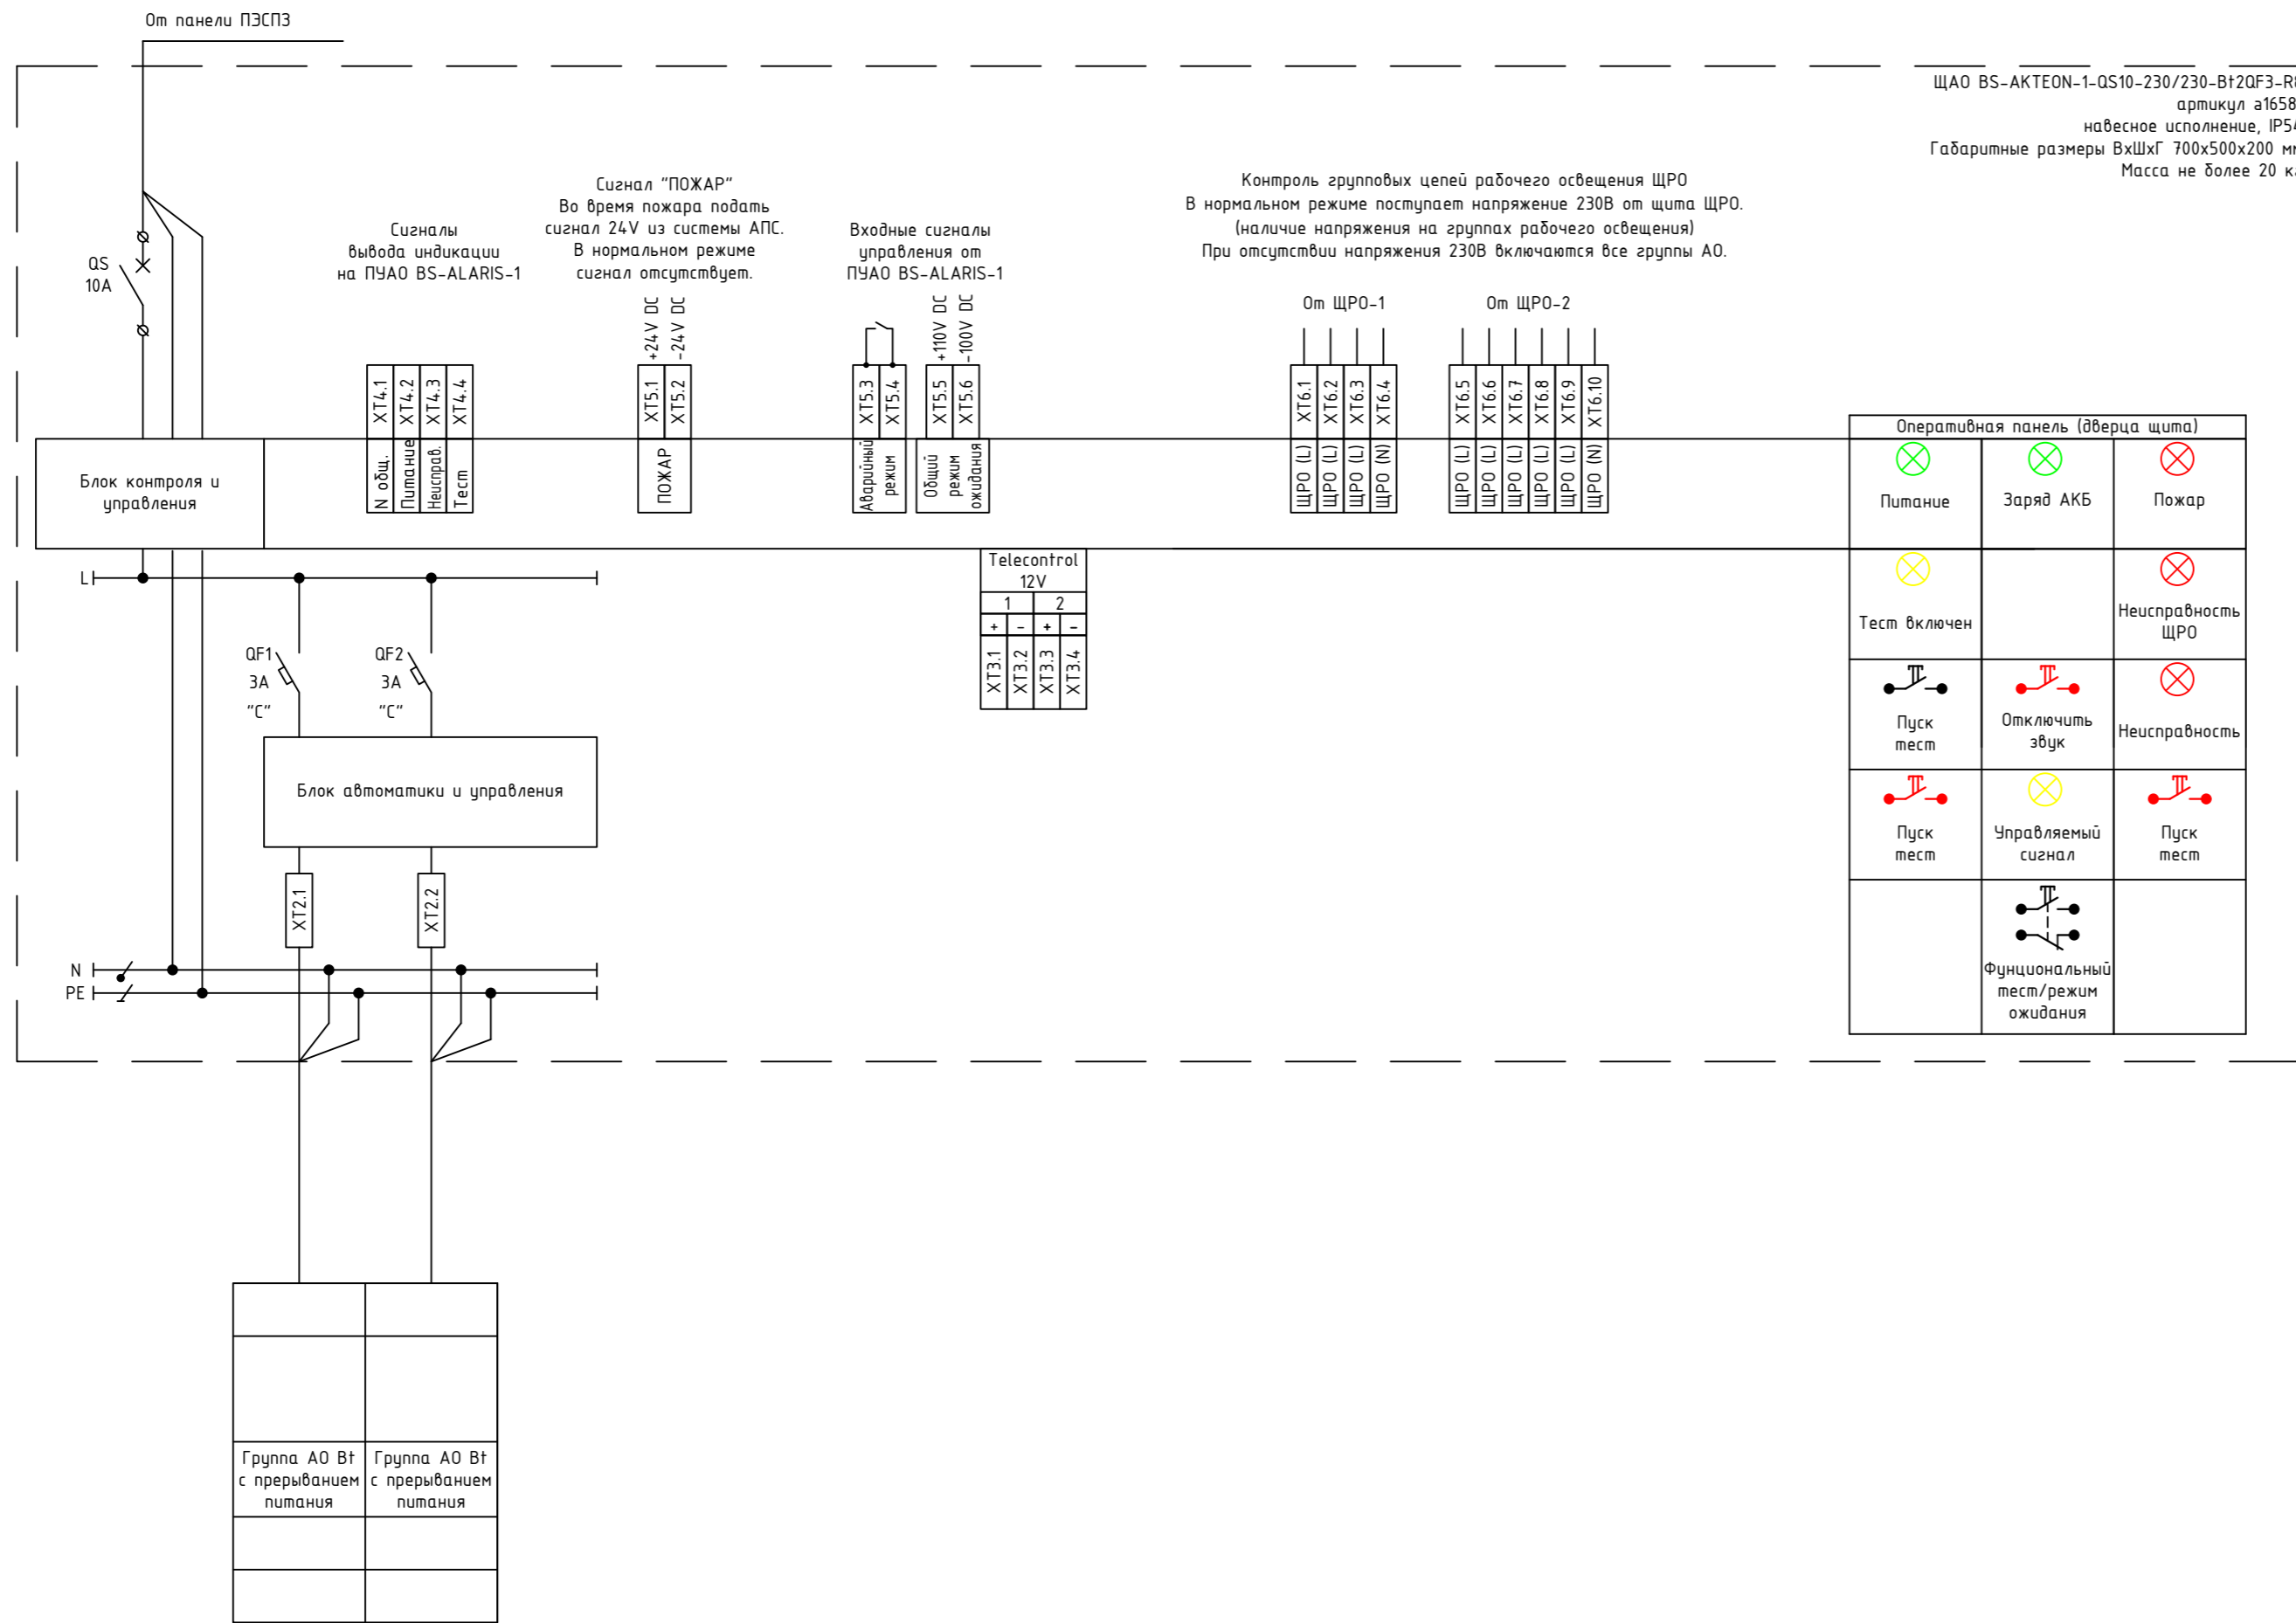 От панели ПЭСПЗ
ЩАО BS-AKTEON-1-QS10-230/230-Bt2QF3-R8
артикул a1658
навесное исполнение, IP54
Габаритные размеры ВхШхГ 700х500х200 мм
Масса не более 20 кг
QS
10А
Сигналы
вывода индикации
на ПУАО BS-ALARIS-1
Сигнал "ПОЖАР"
Во время пожара подать
сигнал 24V из системы АПС.
В нормальном режиме
сигнал отсутствует.
Входные сигналы
управления от
ПУАО BS-ALARIS-1
Контроль групповых цепей рабочего освещения ЩРО
В нормальном режиме поступает напряжение 230В от щита ЩРО.
(наличие напряжения на группах рабочего освещения)
При отсутствии напряжения 230В включаются все группы АО.
+24V DC
-24V DC
+110V DC
-100V DC
От ЩРО-1
От ЩРО-2
XT4.1
XT4.2
XT4.3
XT4.4
XT5.1
XT5.2
XT5.3
XT5.4
XT5.5
XT5.6
XT6.1
XT6.2
XT6.3
XT6.4
XT6.5
XT6.6
XT6.7
XT6.8
XT6.9
XT6.10
Блок контроля и
управления
N общ.
Питание
Неисправ.
Тест
ПОЖАР
Аварийный
режим
Общий
режим
ожидания
ЩРО (L)
ЩРО (L)
ЩРО (L)
ЩРО (N)
ЩРО (L)
ЩРО (L)
ЩРО (L)
ЩРО (L)
ЩРО (L)
ЩРО (N)
Оперативная панель (дверца щита)
Питание
Заряд АКБ
Пожар
Тест включен
Неисправность
ЩРО
Пуск
тест
Отключить
звук
Неисправность
Пуск
тест
Управляемый
сигнал
Пуск
тест
Фунциональный
тест/режим
ожидания
Telecontrol
12V
1 2
+ - + -
XT3.1
XT3.2
XT3.3
XT3.4
L
QF1
3А
"C"
QF2
3А
"C"
Блок автоматики и управления
XT2.1
XT2.2
N
PE
Группа АО Bt
с прерыванием
питания
Группа АО Bt
с прерыванием
питания